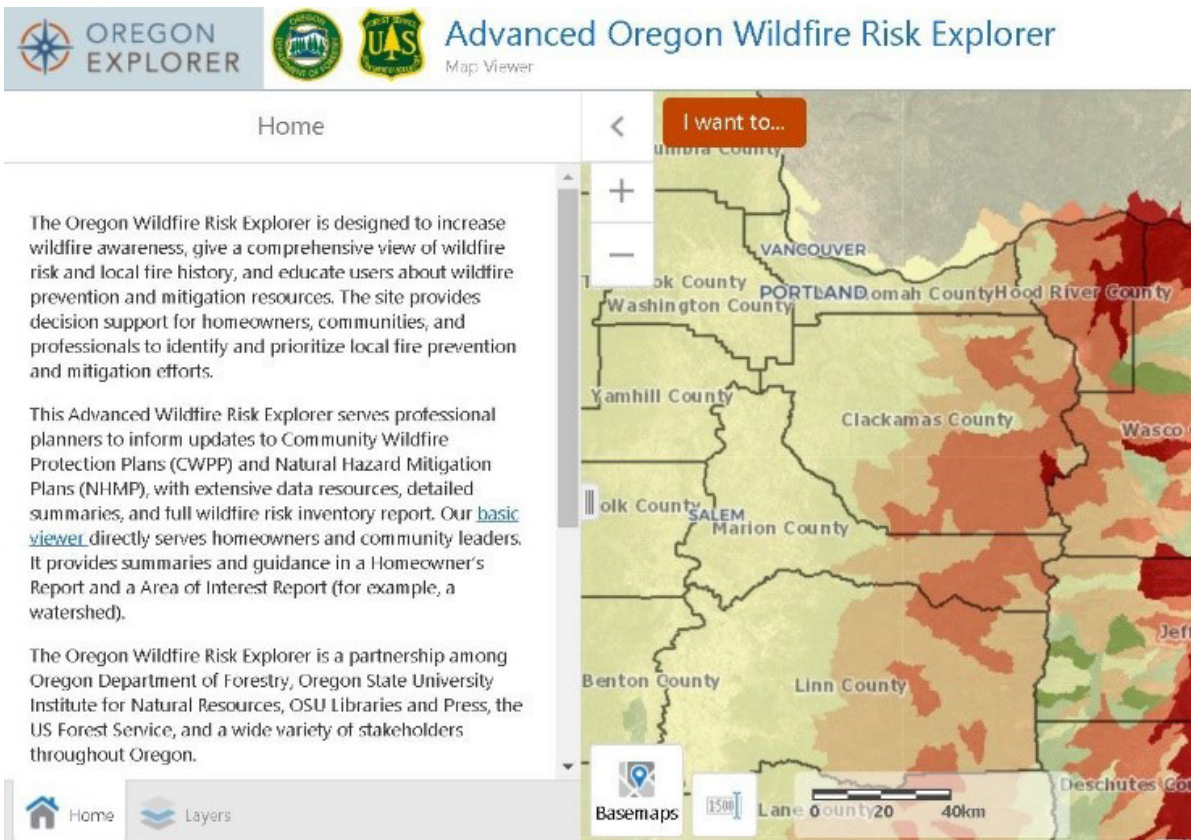 OREGON
EXPLORER
Advanced Oregon Wildfire Risk Explorer
Map Viewer
Home
The Oregon Wildfire Risk Explorer is designed to increase
wildfire awareness, give a comprehensive view of wildfire
risk and local fire history, and educate users about wildfire
prevention and mitigation resources. The site provides
decision support for homeowners, communities, and
professionals to identify and prioritize local fire prevention
and mitigation efforts.
This Advanced Wildfire Risk Explorer serves professional
planners to inform updates to Community Wildfire
Protection Plans (CWPP) and Natural Hazard Mitigation
Plans (NHMP), with extensive data resources, detailed
summaries, and full wildfire risk inventory report. Our basic
viewer directly serves homeowners and community leaders.
It provides summaries and guidance in a Homeowner's
Report and a Area of Interest Report (for example, a
watershed).
The Oregon Wildfire Risk Explorer is a partnership among
Oregon Department of Forestry, Oregon State University
Institute for Natural Resources, OSU Libraries and Press, the
US Forest Service, and a wide variety of stakeholders
throughout Oregon.
Home
Layers
I want to...
County
VANCOUVER
County
PORTLAND
County
Hood River County
Washington County
Yamhill County
Clackamas County
Wasco
County
SALEM
Marion County
Benton County
Linn County
Deschutes
Basemaps
1500
Lane County
0 20 40km